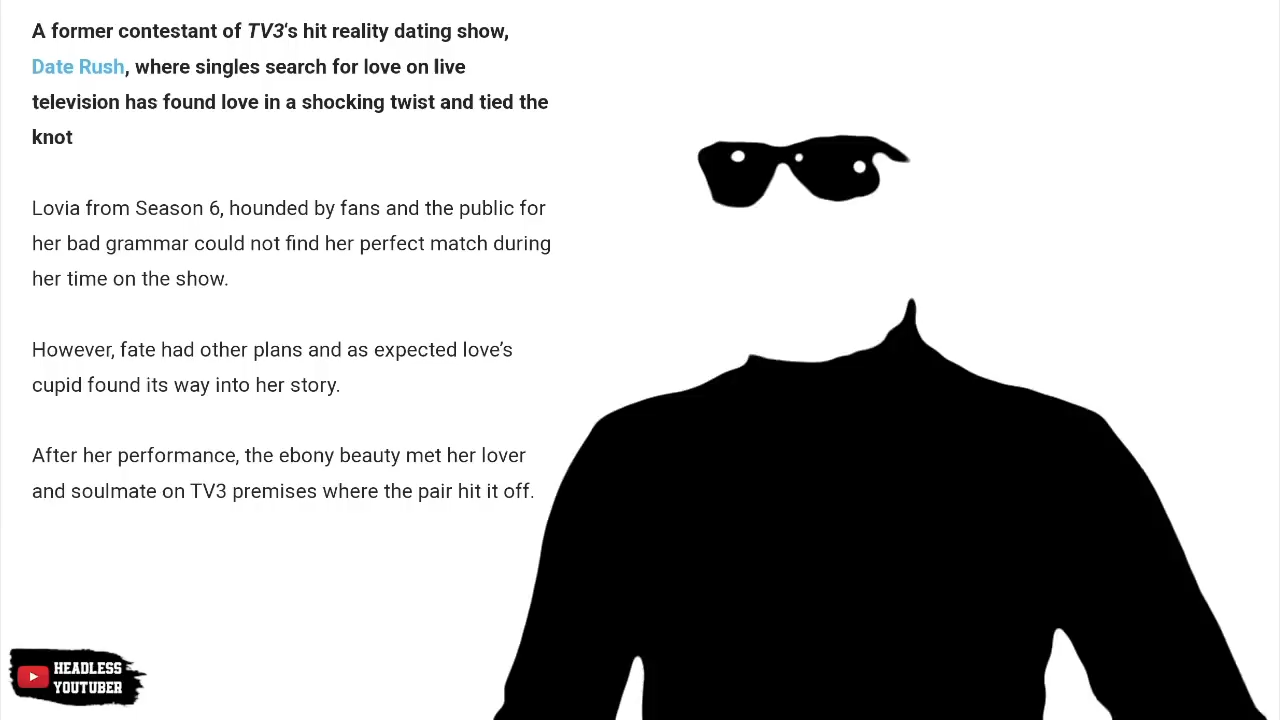 A former contestant of TV3‘s hit reality dating show,
Date Rush, where singles search for love on live
television has found love in a shocking twist and tied the
knot
Lovia from Season 6, hounded by fans and the public for
her bad grammar could not find her perfect match during
her time on the show.
However, fate had other plans and as expected love’s
cupid found its way into her story.
After her performance, the ebony beauty met her lover
and soulmate on TV3 premises where the pair hit it off.
HEADLESS
YOUTUBER